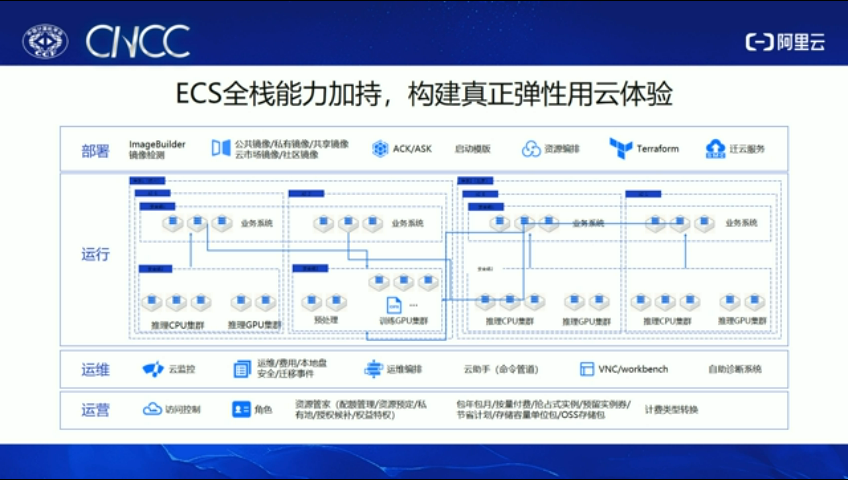 CNCC
CCF
阿里云
ECS全栈能力加持，构建真正弹性用云体验
部署
ImageBuilder
镜像检测
公共镜像/私有镜像/共享镜像
云市场镜像/社区镜像
ACK/ASK
启动模版
资源编排
Terraform
迁云服务
运行
业务系统
业务系统
业务系统
业务系统
推理CPU集群
推理GPU集群
预处理
...
训练GPU集群
推理CPU集群
推理GPU集群
推理CPU集群
推理GPU集群
运维
云监控
运维/费用/本地盘
安全/迁移事件
运维编排
云助手（命令管道）
VNC/workbench
自助诊断系统
运营
访问控制
角色
资源管家（配额管理/资源预定/私
有地/授权候补/权益特权）
包年包月/按量付费/抢占式实例/预留实例券/
节省计划/存储容量单位包/OSS存储包
计费类型转换